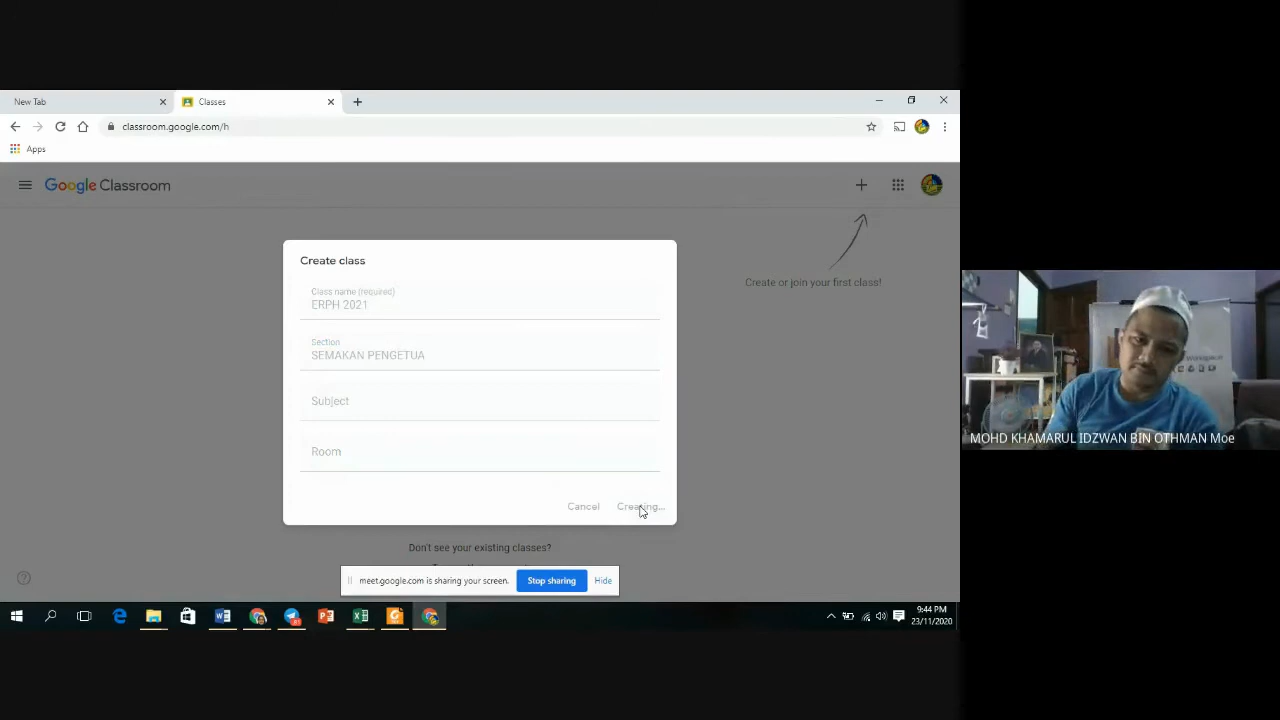 New Tab
Classes
classroom.google.com/h
Apps
Google Classroom
Create or join your first class!
Create class
Class name (required)
ERPH 2021
Section
SEMAKAN PENGETUA
Subject
Room
Cancel
Creating...
Don't see your existing classes?
meet.google.com is sharing your screen.
Stop sharing
Hide
9:44 PM
23/11/2020
MOHD KHAMARUL IDZWAN BIN OTHMAN Moe